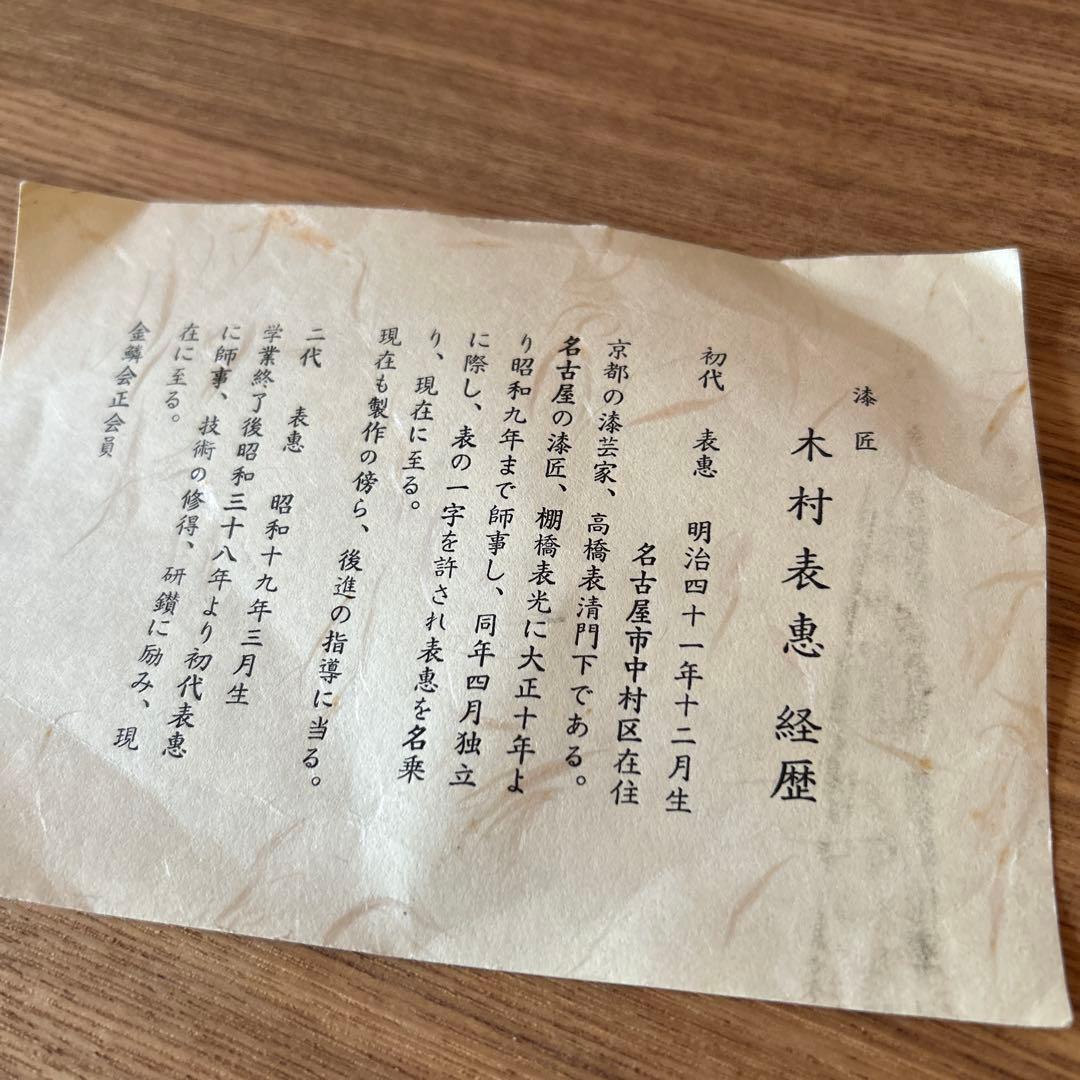 漆匠
木村表惠 経歴
初代 表惠 明治四十一年十二月生
名古屋市中村区在住
京都の漆芸家、高橋表清門下である。
名古屋の漆匠、棚橋表光に大正十年よ
り昭和九年まで師事し、同年四月独立
に際し、表の一字を許され表惠を名乗
り、現在に至る。
現在も製作の傍ら、後進の指導に当る。
二代 表惠 昭和十九年三月生
学業終了後昭和三十八年より初代表惠
に師事、技術の修得、研鑚に励み、現
在に至る。
金鱗会正会員